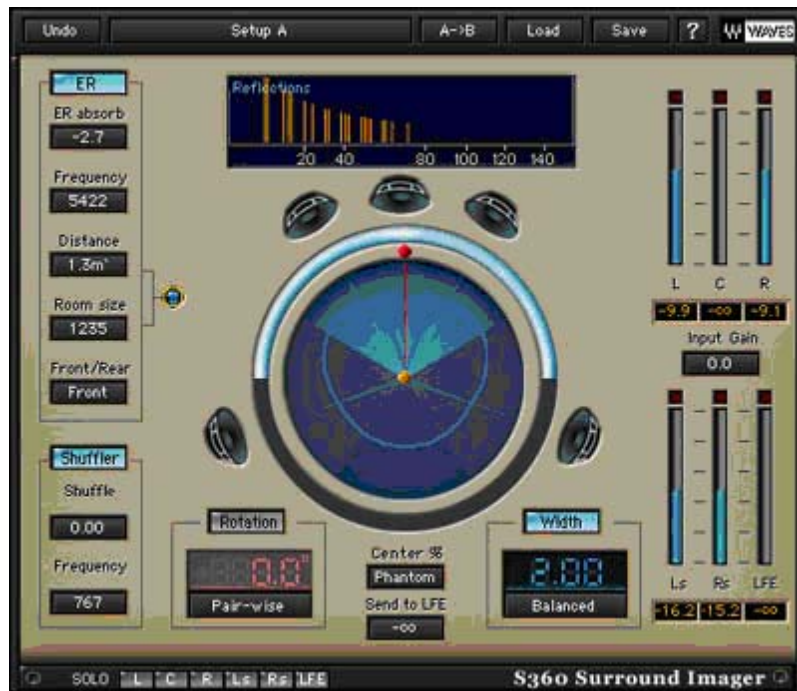 Undo Setup A A->B Load Save ? WAVES
ER
ER absorb
-2.7
Frequency
5422
Distance
1.3m
Room size
1235
Front/Rear
Front
Shuffler
Shuffle
0.00
Frequency
767
Reflections
20 40 80 100 120 140
Rotation
0.0°
Pair-wise
Center %
Phantom
Send to LFE
-∞
Width
2.00
Balanced
L C R
-9.9 -∞ -9.1
Input Gain
0.0
Ls Rs LFE
-16.2 -15.2 -∞
SOLO L C R Ls Rs LFE S360 Surround Imager